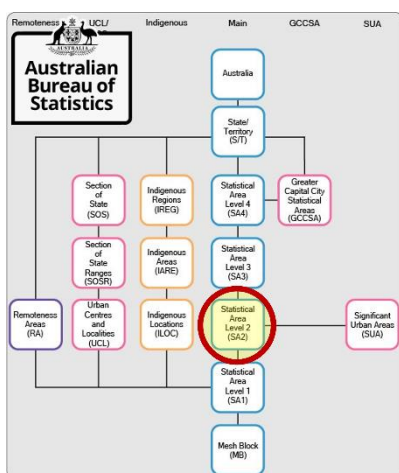 Remoteness
UCL/
Indigenous
Main
GCCSA
SUA
AUSTRALIA
Australian
Bureau of
Statistics
Australia
State/
Territory
(S/T)
Section
of
State
(SOS)
Indigenous
Regions
(IREG)
Statistical
Area
Level 4
(SA4)
Greater
Capital City
Statistical
Areas
(GCCSA)
Section
of State
Ranges
(SOSR)
Indigenous
Areas
(IARE)
Statistical
Area
Level 3
(SA3)
Remoteness
Areas
(RA)
Urban
Centres
and
Localities
(UCL)
Indigenous
Locations
(ILOC)
Statistical
Area
Level 2
(SA2)
Significant
Urban Areas
(SUA)
Statistical
Area
Level 1
(SA1)
Mesh Block
(MB)